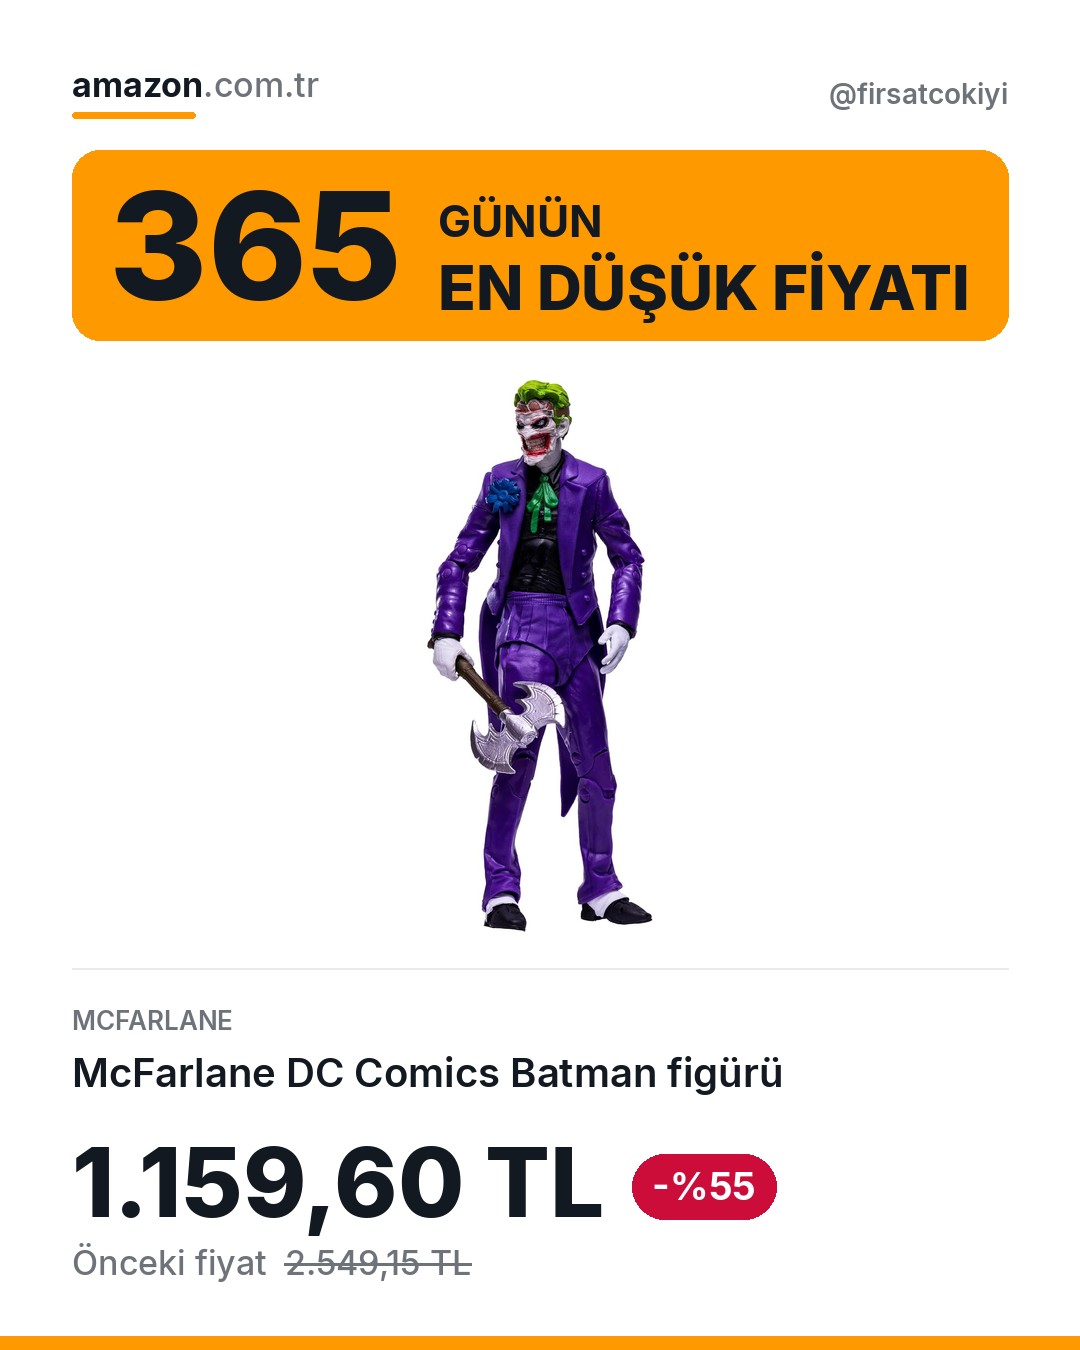 amazon.com.tr
@firsatcokiyi
365
GÜNÜN
EN DÜŞÜK FİYATI
MCFARLANE
McFarlane DC Comics Batman figürü
1.159,60 TL
-%55
Önceki fiyat 2.549,15 TL